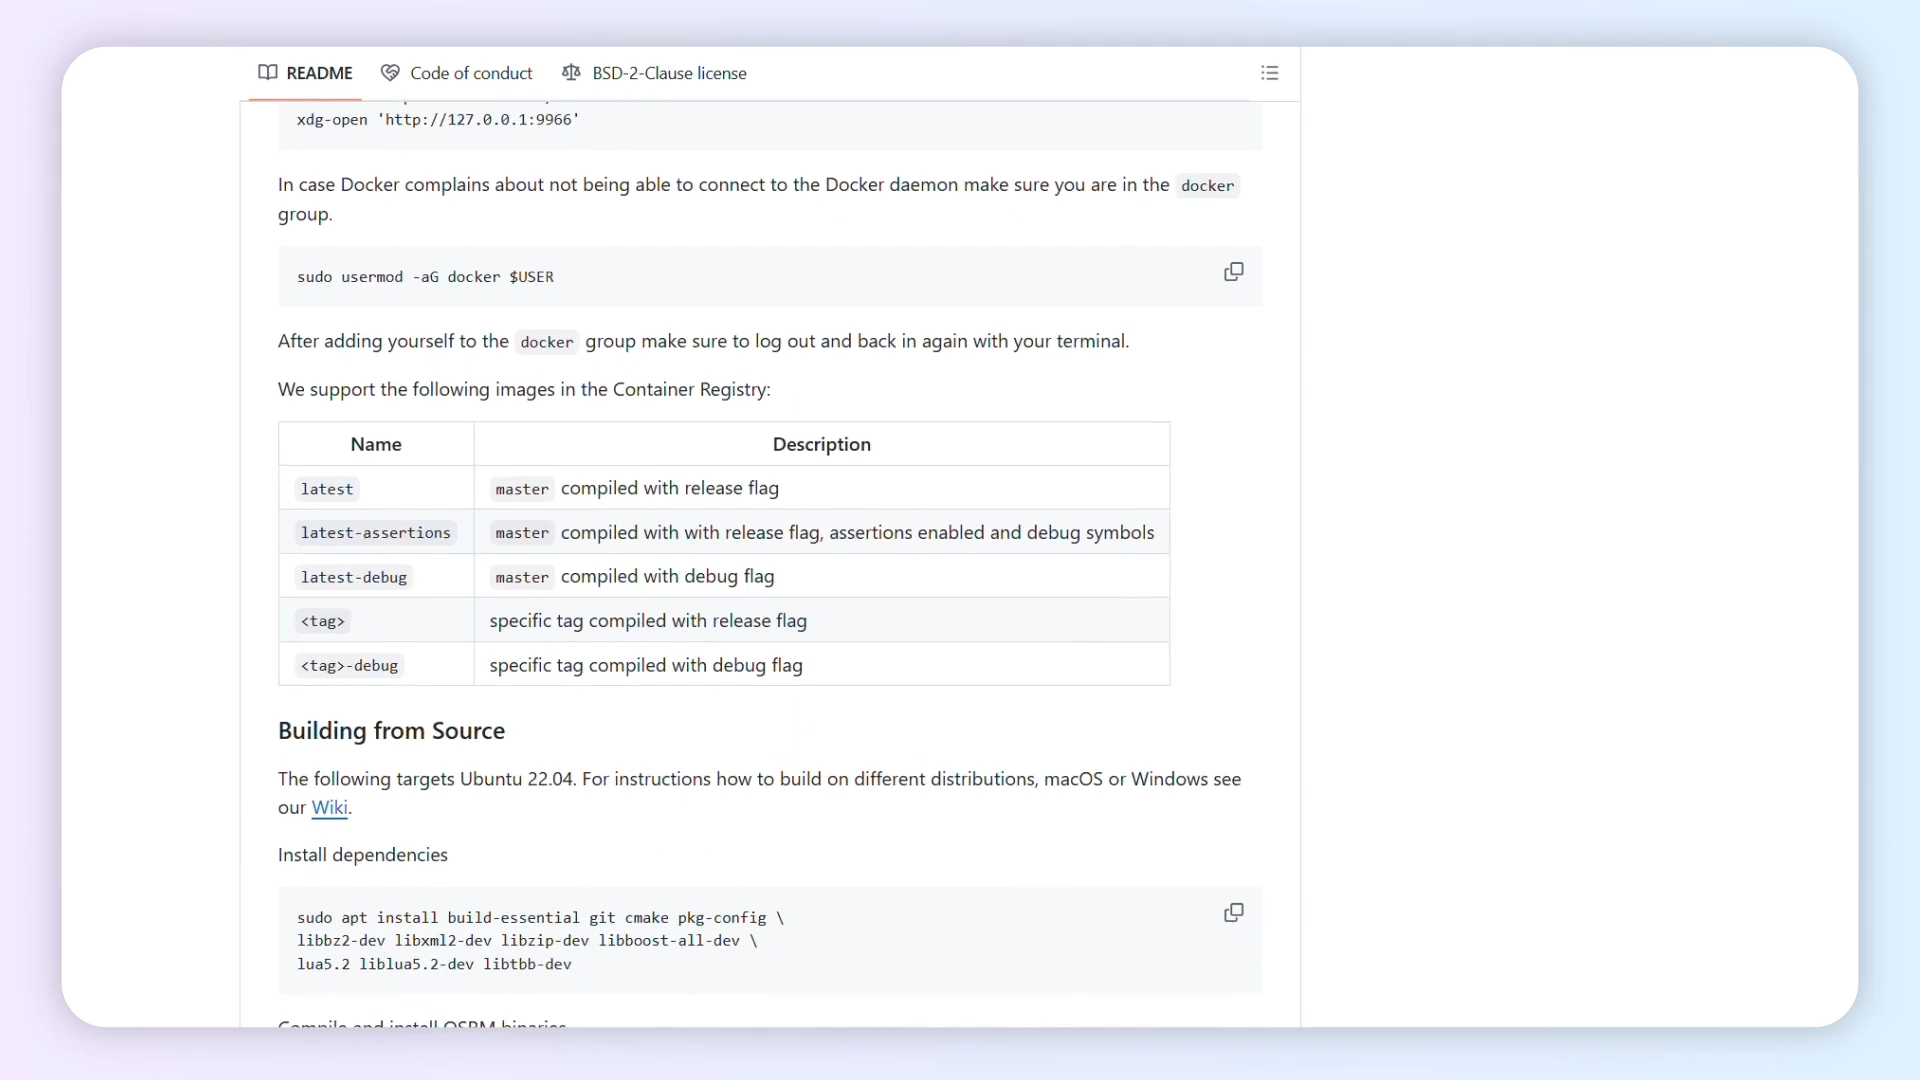 README Code of conduct BSD-2-Clause license
xdg-open 'http://127.0.0.1:9966'
In case Docker complains about not being able to connect to the Docker daemon make sure you are in the docker
group.
sudo usermod -aG docker $USER
After adding yourself to the docker group make sure to log out and back in again with your terminal.
We support the following images in the Container Registry:
Name Description
latest master compiled with release flag
latest-assertions master compiled with with release flag, assertions enabled and debug symbols
latest-debug master compiled with debug flag
<tag> specific tag compiled with release flag
<tag>-debug specific tag compiled with debug flag
Building from Source
The following targets Ubuntu 22.04. For instructions how to build on different distributions, macOS or Windows see
our Wiki.
Install dependencies
sudo apt install build-essential git cmake pkg-config \
libbz2-dev libxml2-dev libzip-dev libboost-all-dev \
lua5.2 liblua5.2-dev libtbb-dev
Compile and install OSRM binaries